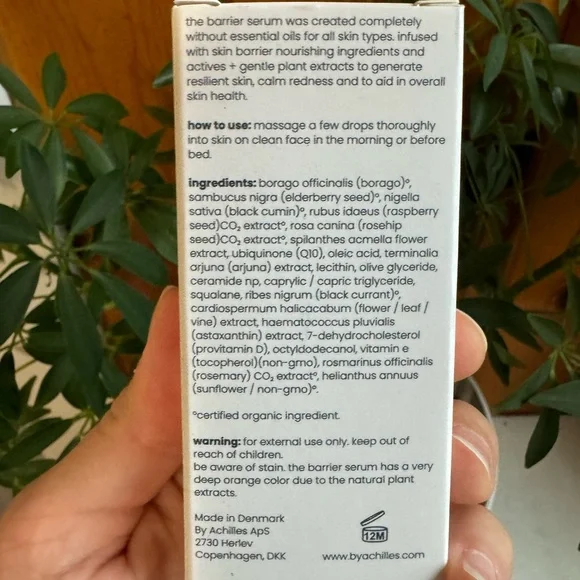 the barrier serum was created completely
without essential oils for all skin types. infused
with skin barrier nourishing ingredients and
actives + gentle plant extracts to generate
resilient skin, calm redness and to aid in overall
skin health.
how to use: massage a few drops thoroughly
into skin on clean face in the morning or before
bed.
ingredients: borago officinalis (borago)°,
sambucus nigra (elderberry seed)°, nigella
sativa (black cumin)°, rubus idaeus (raspberry
seed)CO₂ extract°, rosa canina (rosehip
seed)CO₂ extract°, spilanthes acmella flower
extract, ubiquinone (Q10), oleic acid, terminalia
arjuna (arjuna) extract, lecithin, olive glyceride,
ceramide np, caprylic / capric triglyceride,
squalane, ribes nigrum (black currant)°,
cardiospermum halicacabum (flower / leaf /
vine) extract, haematococcus pluvialis
(astaxanthin) extract, 7-dehydrocholesterol
(provitamin D), octyldodecanol, vitamin e
(tocopherol)(non-gmo), rosmarinus officinalis
(rosemary) CO₂ extract°, helianthus annuus
(sunflower / non-gmo)°.
°certified organic ingredient.
warning: for external use only. keep out of
reach of children.
be aware of stain. the barrier serum has a very
deep orange color due to the natural plant
extracts.
Made in Denmark
By Achilles ApS
2730 Herlev
Copenhagen, DKK
12M
www.byachilles.com